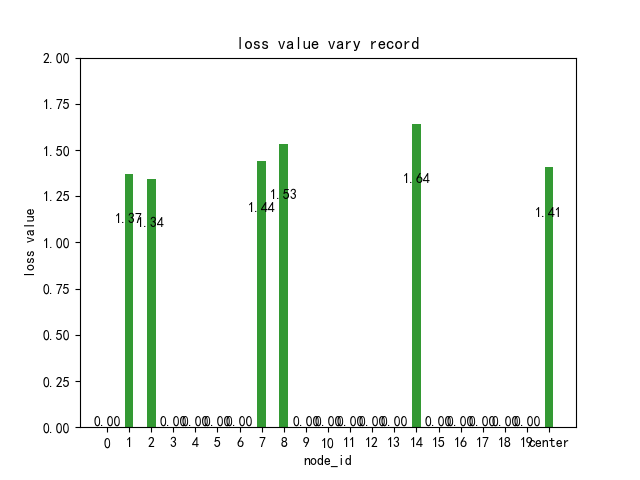 loss value vary record
loss value
2.00
1.75
1.50
1.25
1.00
0.75
0.50
0.25
0.00
0.00 1.37 1.34 0.00 0.00 0.00 0.00 1.44 1.53 0.00 0.00 0.00 0.00 0.00 1.64 0.00 0.00 0.00 0.00 0.00 1.41
0 1 2 3 4 5 6 7 8 9 10 11 12 13 14 15 16 17 18 19 center
node_id